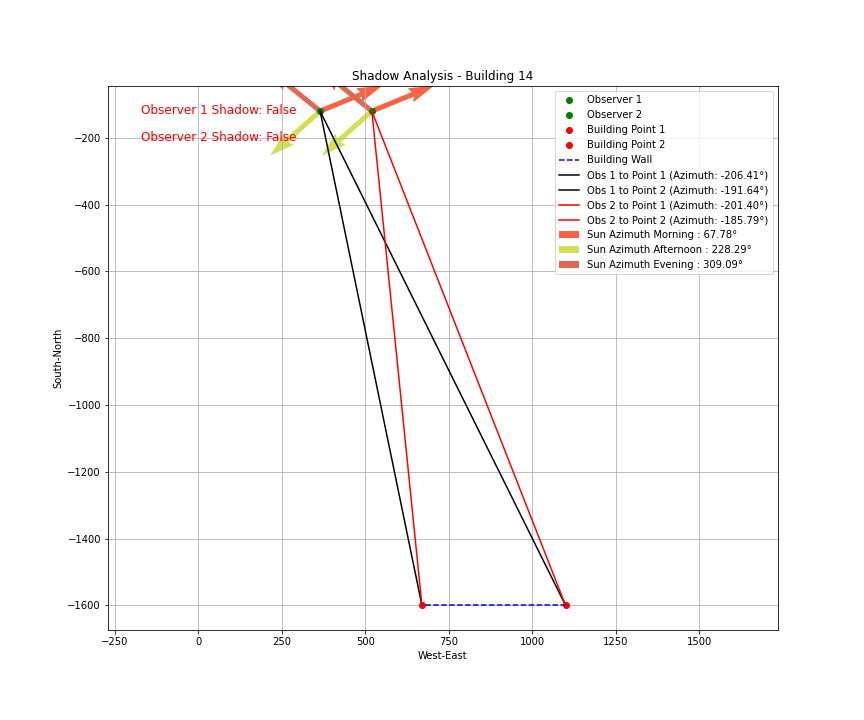 Shadow Analysis - Building 14
Observer 1 Shadow: False
Observer 2 Shadow: False
Observer 1
Observer 2
Building Point 1
Building Point 2
Building Wall
Obs 1 to Point 1 (Azimuth: -206.41°)
Obs 1 to Point 2 (Azimuth: -191.64°)
Obs 2 to Point 1 (Azimuth: -201.40°)
Obs 2 to Point 2 (Azimuth: -185.79°)
Sun Azimuth Morning : 67.78°
Sun Azimuth Afternoon : 228.29°
Sun Azimuth Evening : 309.09°
South-North
−200
−400
−600
−800
−1000
−1200
−1400
−1600
−250
0
250
500
750
1000
1250
1500
West-East